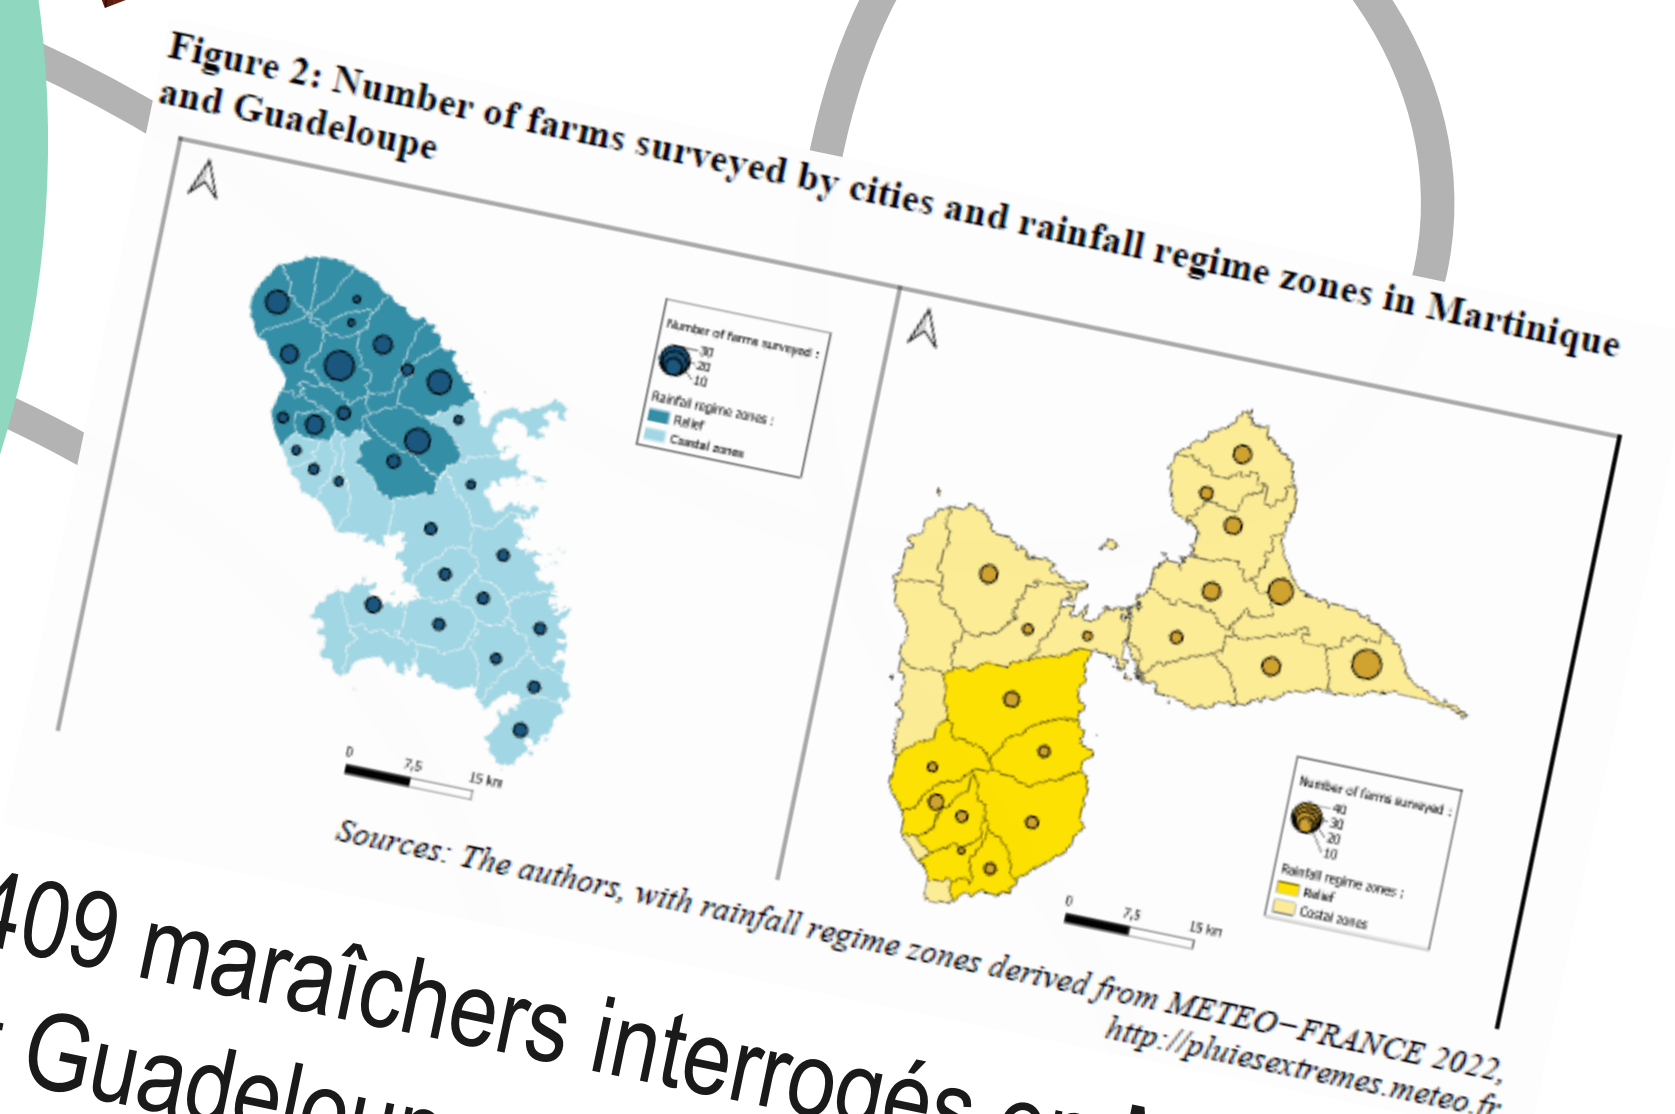 Figure 2: Number of farms surveyed by cities and rainfall regime zones in Martinique
and Guadeloupe
Number of farms surveyed :
30
20
10
Rainfall regime zones :
Relief
Coastal zones
0 7,5 15 km
Number of farms surveyed :
40
30
20
10
Rainfall regime zones :
Relief
Costal zones
0 7,5 15 km
Sources: The authors, with rainfall regime zones derived from METEO−FRANCE 2022,
http://pluiesextremes.meteo.fr
409 maraîchers interrogés en
Guadeloup